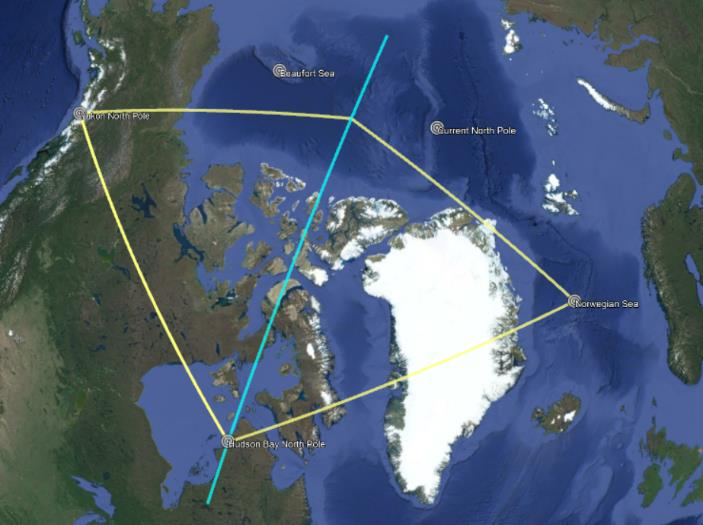 Beaufort Sea
Yukon North Pole
Current North Pole
Norwegian Sea
Hudson Bay North Pole